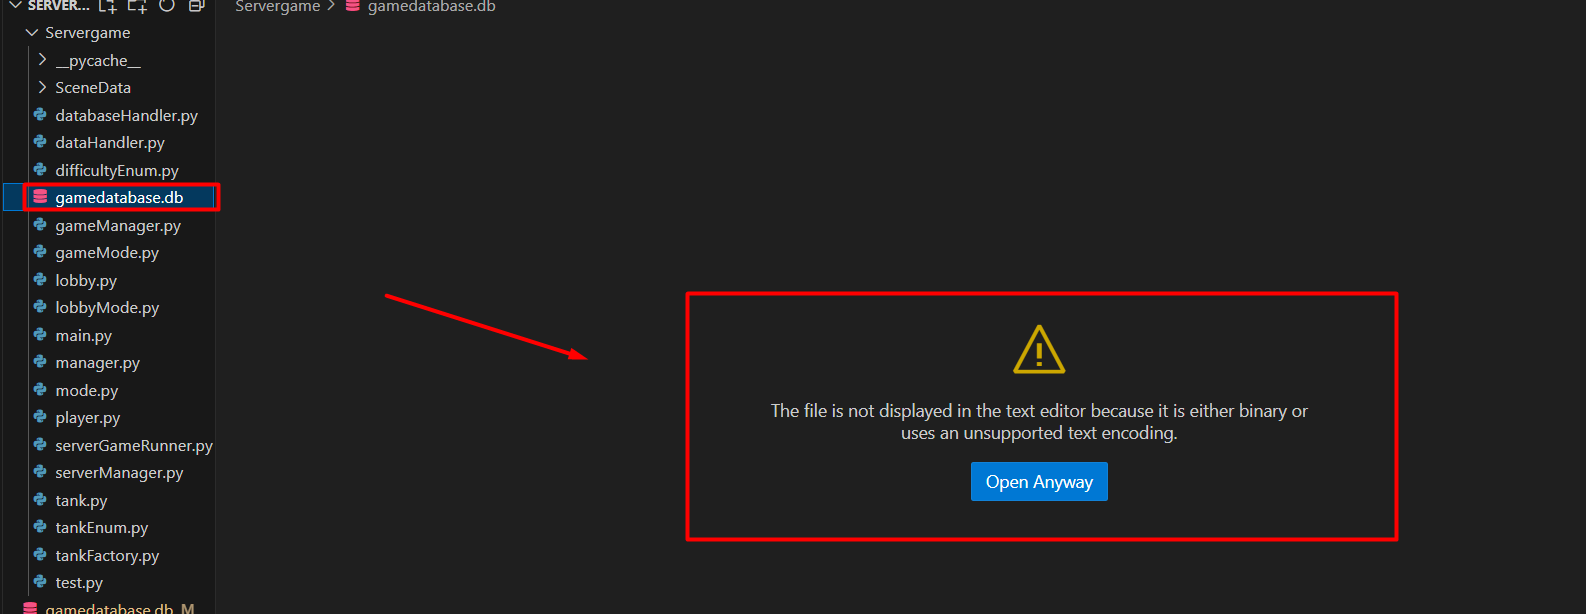 SERVER...
Servergame > gamedatabase.db
Servergame
__pycache__
SceneData
databaseHandler.py
dataHandler.py
difficultyEnum.py
gamedatabase.db
gameManager.py
gameMode.py
lobby.py
lobbyMode.py
main.py
manager.py
mode.py
player.py
serverGameRunner.py
serverManager.py
tank.py
tankEnum.py
tankFactory.py
test.py
gamedatabase.db M
The file is not displayed in the text editor because it is either binary or
uses an unsupported text encoding.
Open Anyway